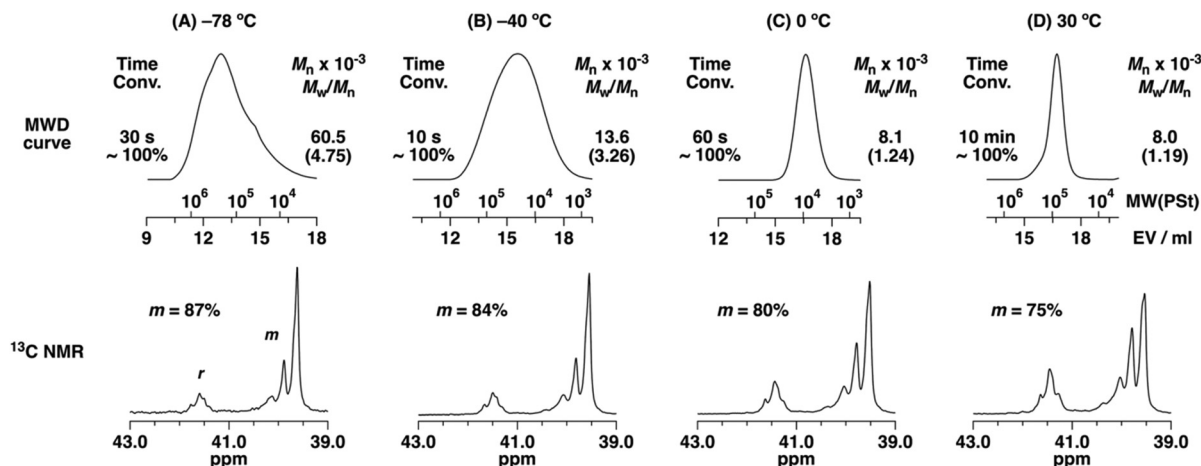 (A) –78 ºC
(B) –40 ºC
(C) 0 ºC
(D) 30 ºC
MWD
curve
Time
Conv.
Mn x 10-3
Mw/Mn
30 s
~ 100%
60.5
(4.75)
Time
Conv.
Mn x 10-3
Mw/Mn
10 s
~ 100%
13.6
(3.26)
Time
Conv.
Mn x 10-3
Mw/Mn
60 s
~ 100%
8.1
(1.24)
Time
Conv.
Mn x 10-3
Mw/Mn
10 min
~ 100%
8.0
(1.19)
10⁶ 10⁵ 10⁴
10⁶ 10⁵ 10⁴ 10³
10⁵ 10⁴ 10³
10⁶ 10⁵ 10⁴
MW(PSt)
9 12 15 18
12 15 18
12 15 18
15 18
EV / ml
13C NMR
m = 87%
r
m
m = 84%
m = 80%
m = 75%
43.0 41.0 39.0
ppm
43.0 41.0 39.0
ppm
43.0 41.0 39.0
ppm
43.0 41.0 39.0
ppm